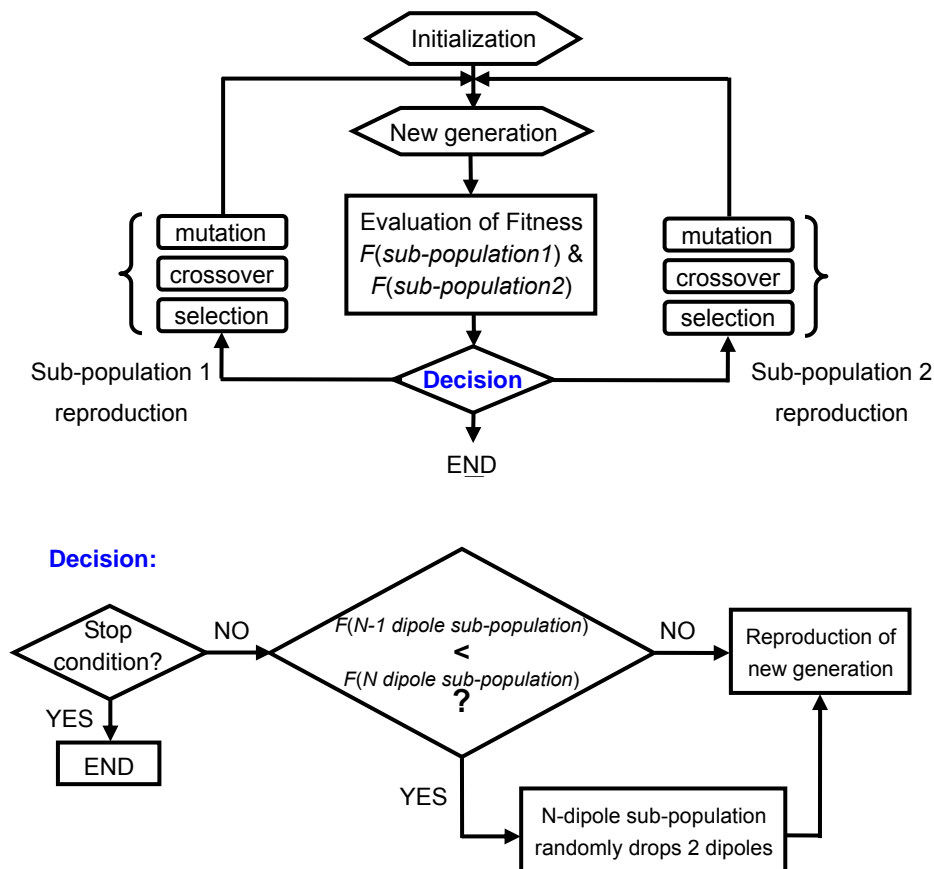 Initialization
New generation
Evaluation of Fitness
F(sub-population1) &
F(sub-population2)
mutation
crossover
selection
Sub-population 1
reproduction
mutation
crossover
selection
Sub-population 2
reproduction
Decision
END
Decision:
Stop
condition?
NO
YES
END
F(N-1 dipole sub-population)
<
F(N dipole sub-population)
?
NO
YES
Reproduction of
new generation
N-dipole sub-population
randomly drops 2 dipoles